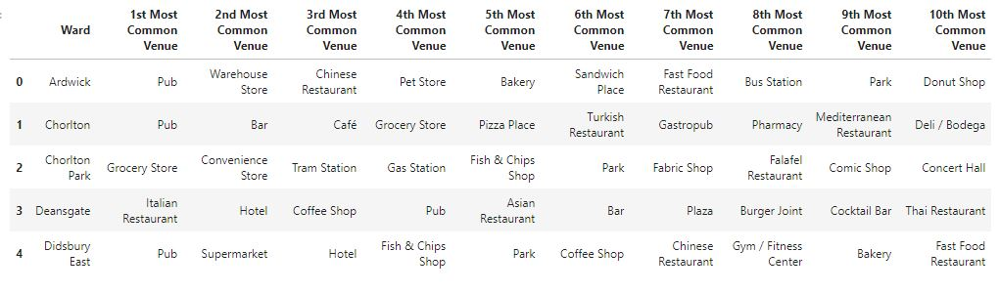 Ward 1st Most Common Venue 2nd Most Common Venue 3rd Most Common Venue 4th Most Common Venue 5th Most Common Venue 6th Most Common Venue 7th Most Common Venue 8th Most Common Venue 9th Most Common Venue 10th Most Common Venue
0 Ardwick Pub Warehouse Store Chinese Restaurant Pet Store Bakery Sandwich Place Fast Food Restaurant Bus Station Park Donut Shop
1 Chorlton Pub Bar Café Grocery Store Pizza Place Turkish Restaurant Gastropub Pharmacy Mediterranean Restaurant Deli / Bodega
2 Chorlton Park Grocery Store Convenience Store Tram Station Gas Station Fish & Chips Shop Park Fabric Shop Falafel Restaurant Comic Shop Concert Hall
3 Deansgate Italian Restaurant Hotel Coffee Shop Pub Asian Restaurant Bar Plaza Burger Joint Cocktail Bar Thai Restaurant
4 Didsbury East Pub Supermarket Hotel Fish & Chips Shop Park Coffee Shop Chinese Restaurant Gym / Fitness Center Bakery Fast Food Restaurant